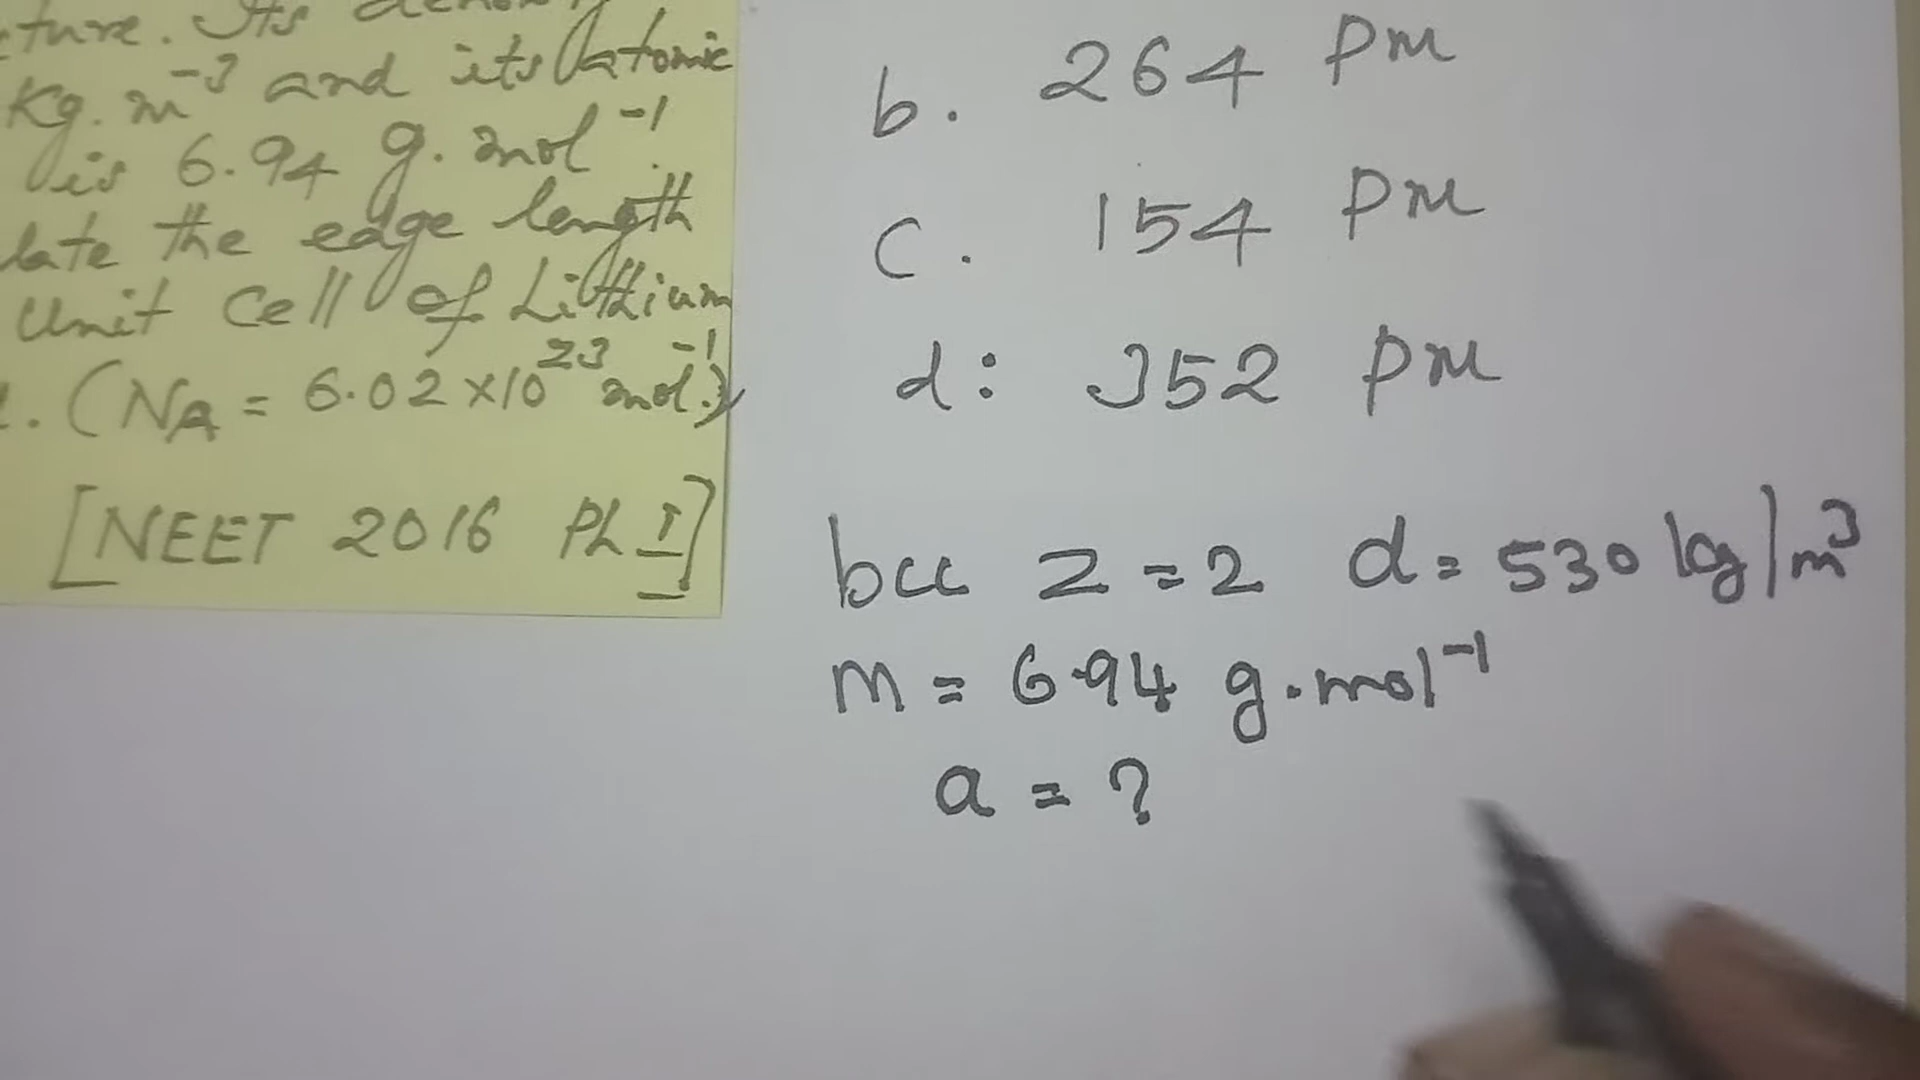 ture. Its
Kg. m⁻³ and its atomic
is 6.94 g. mol⁻¹.
late the edge length
Unit Cell of Lithium
. (NA = 6.02 × 10²³ mol⁻¹.)
[NEET 2016 Ph I]
b. 264 pm
c. 154 pm
d: 352 pm
bcc Z = 2 d = 530 kg/m³
m = 6.94 g.mol⁻¹
a = ?